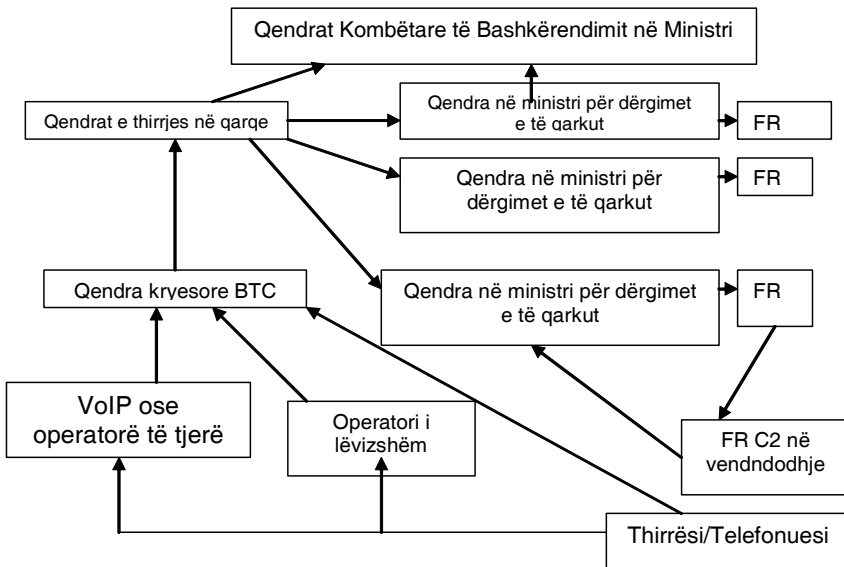 Qendrat Kombëtare të Bashkërendimit në Ministri
Qendrat e thirrjes në qarqe
Qendra në ministri për dërgimet
e të qarkut
FR
Qendra në ministri për
dërgimet e të qarkut
FR
Qendra kryesore BTC
Qendra në ministri për dërgimet
e të qarkut
FR
VoIP ose
operatorë të tjerë
Operatori i
lëvizshëm
FR C2 në
vendndodhje
Thirrësi/Telefonuesi